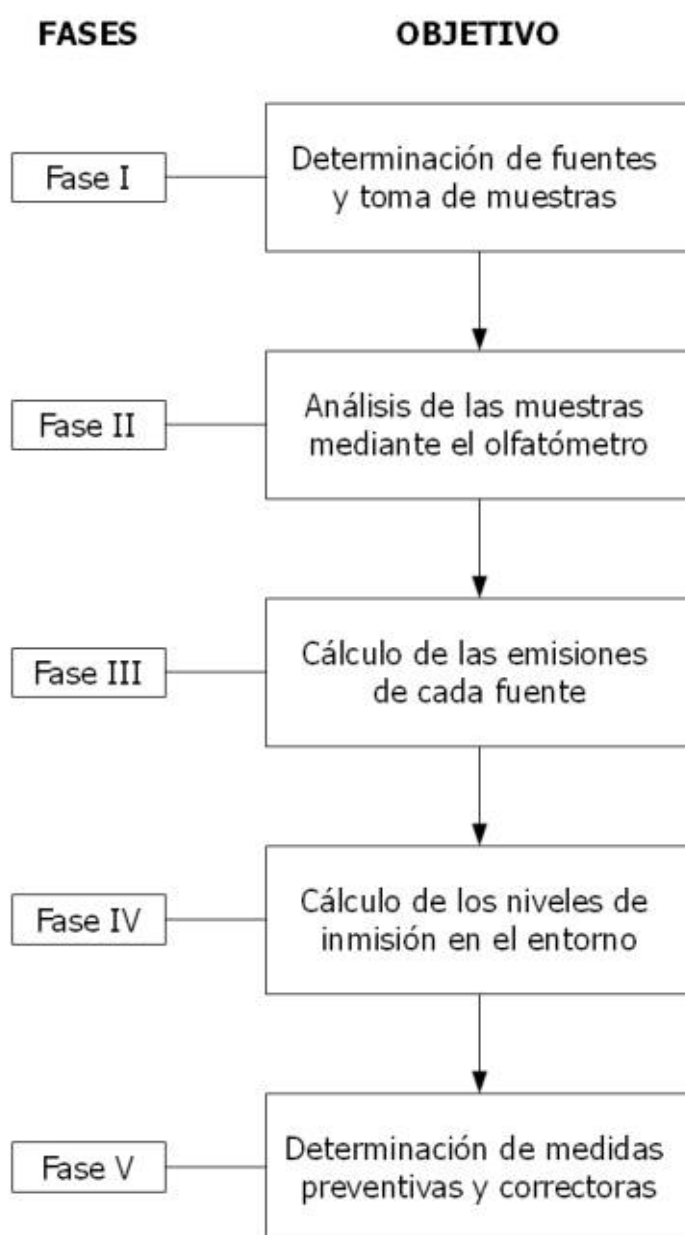 FASES OBJETIVO
Fase I
Determinación de fuentes
y toma de muestras
Fase II
Análisis de las muestras
mediante el olfatómetro
Fase III
Cálculo de las emisiones
de cada fuente
Fase IV
Cálculo de los niveles de
inmisión en el entorno
Fase V
Determinación de medidas
preventivas y correctoras